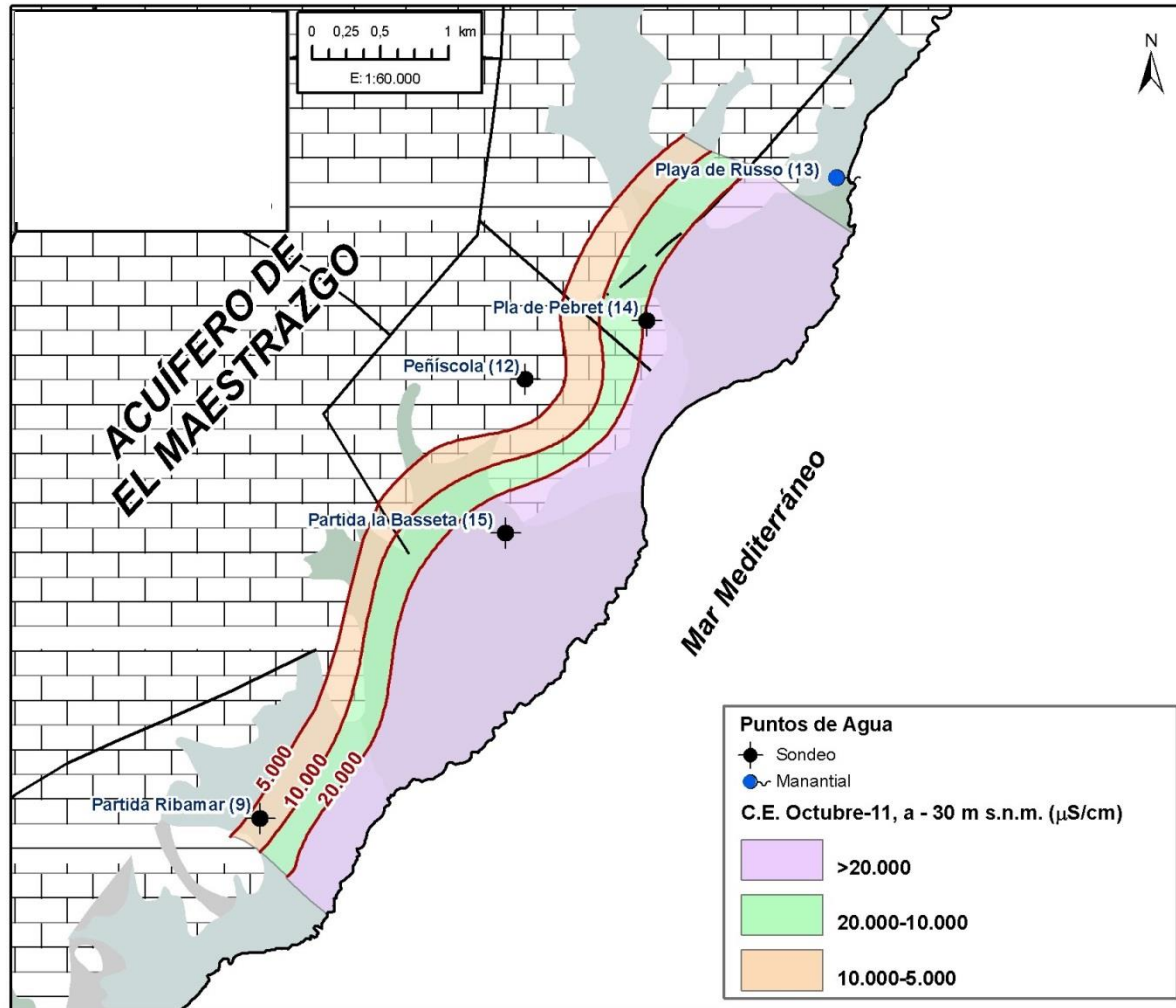 0 0,25 0,5 1 km
E: 1:60.000
N
Playa de Russo (13)
ACUÍFERO DE
EL MAESTRAZGO
Pla de Pebret (14)
Peñíscola (12)
Partida la Basseta (15)
Mar Mediterráneo
5.000
10.000
20.000
Partida Ribamar (9)
Puntos de Agua
Sondeo
Manantial
C.E. Octubre-11, a - 30 m s.n.m. (µS/cm)
>20.000
20.000-10.000
10.000-5.000